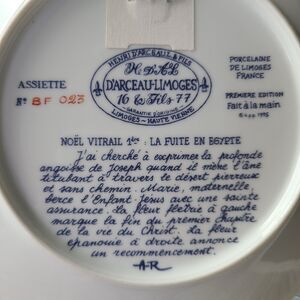 HENRI D'ARCEAU & FILS
H. D'A & L
D'ARCEAU-LIMOGES
16 & Fils 77
GARANTIE D'ORIGINE
LIMOGES - HAUTE VIENNE
ASSIETTE
No BF 023
PORCELAINE
DE LIMOGES
FRANCE
PREMIÈRE EDITION
Fait à la main
NOËL VITRAIL : LA FUITE EN EGYPTE
J'ai cherché à exprimer la profonde
angoisse de Joseph quand il mène l'âne
titubant à travers le désert pierreux
et sans chemin. Marie, maternelle,
berce l'Enfant-Jésus avec une sainte
assurance. La fleur flétrie à gauche
marque la fin du premier chapitre
de la vie du Christ. La fleur
épanouie à droite annonce
un recommencement.
A-R